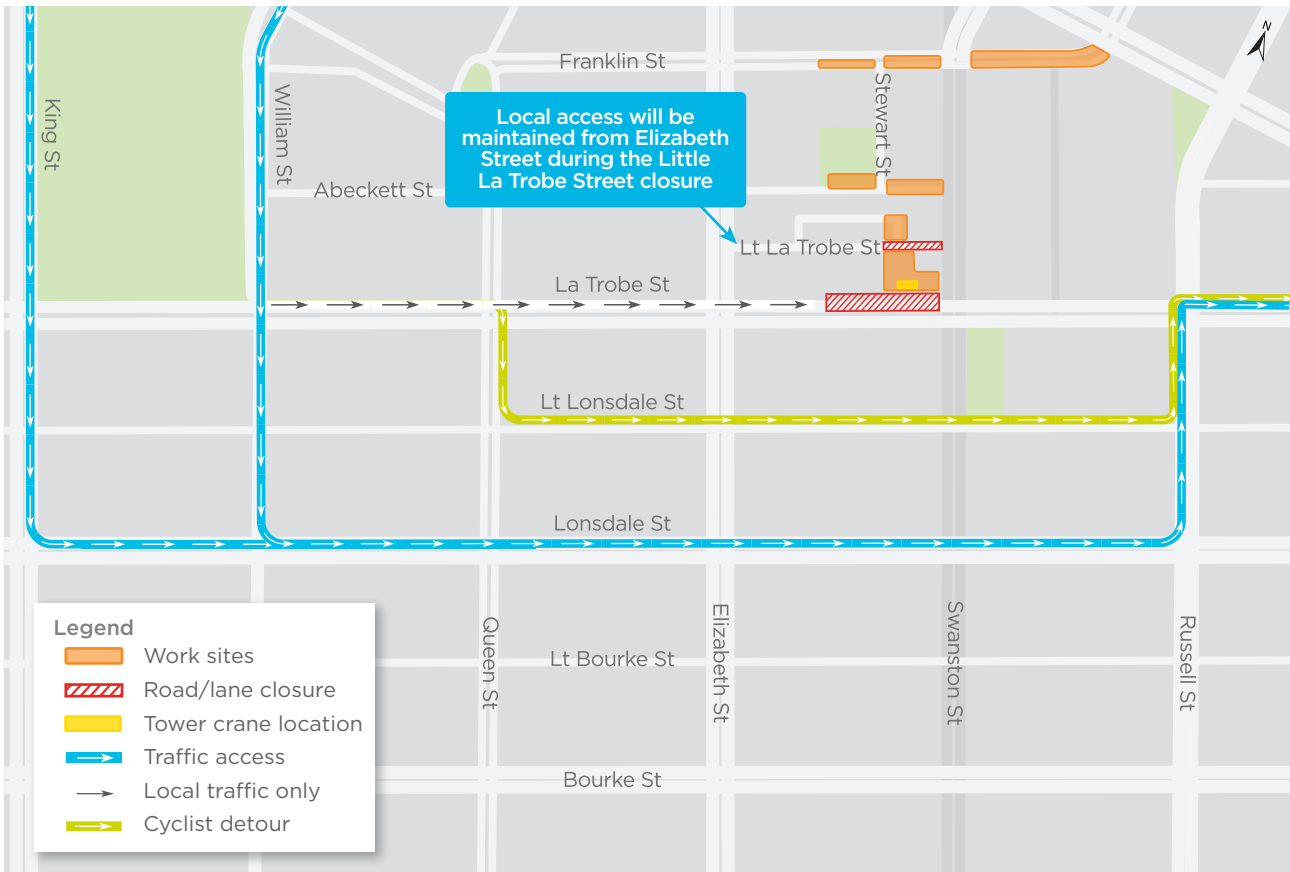 N
Franklin St
King St
William St
Stewart St
Local access will be
maintained from Elizabeth
Street during the Little
La Trobe Street closure
Abeckett St
Lt La Trobe St
La Trobe St
Lt Lonsdale St
Lonsdale St
Queen St
Elizabeth St
Swanston St
Russell St
Lt Bourke St
Bourke St
Legend
Work sites
Road/lane closure
Tower crane location
Traffic access
Local traffic only
Cyclist detour